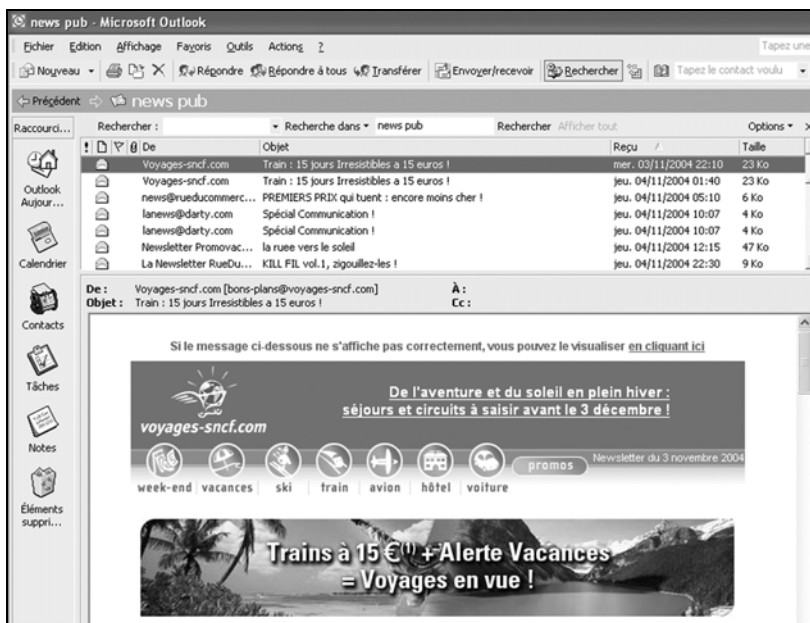 news pub - Microsoft Outlook
Fichier Edition Affichage Favoris Outils Actions ? Tapez une
Nouveau Répondre Répondre à tous Transférer Envoyer/recevoir Rechercher Tapez le contact voulu
Précédent news pub
Raccourci... Rechercher : Recherche dans news pub Rechercher Afficher tout Options
! De Objet Reçu Taille
Voyages-sncf.com Train : 15 jours Irresistibles a 15 euros ! mer. 03/11/2004 22:10 23 Ko
Voyages-sncf.com Train : 15 jours Irresistibles a 15 euros ! jeu. 04/11/2004 01:40 23 Ko
news@rueducommerc... PREMIERS PRIX qui tuent : encore moins cher ! jeu. 04/11/2004 05:10 6 Ko
lanews@darty.com Spécial Communication ! jeu. 04/11/2004 10:07 4 Ko
lanews@darty.com Spécial Communication ! jeu. 04/11/2004 10:07 4 Ko
Newsletter Promovac... la ruee vers le soleil jeu. 04/11/2004 12:15 47 Ko
La Newsletter RueDu... KILL FIL vol.1, zigouillez-les ! jeu. 04/11/2004 22:30 9 Ko
Outlook
Aujour...
Calendrier
Contacts
Tâches
Notes
Éléments
suppri...
De : Voyages-sncf.com [bons-plans@voyages-sncf.com] À :
Objet : Train : 15 jours Irresistibles a 15 euros ! Cc :
Si le message ci-dessous ne s'affiche pas correctement, vous pouvez le visualiser en cliquant ici
De l'aventure et du soleil en plein hiver :
séjours et circuits à saisir avant le 3 décembre !
voyages-sncf.com
promos Newsletter du 3 novembre 2004
week-end vacances ski train avion hôtel voiture
Trains à 15 €(1) + Alerte Vacances
= Voyages en vue !